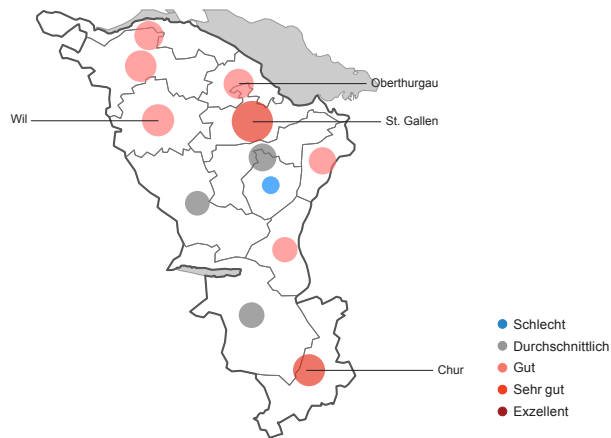 Oberthurgau
Wil
St. Gallen
Chur
Schlecht
Durchschnittlich
Gut
Sehr gut
Exzellent